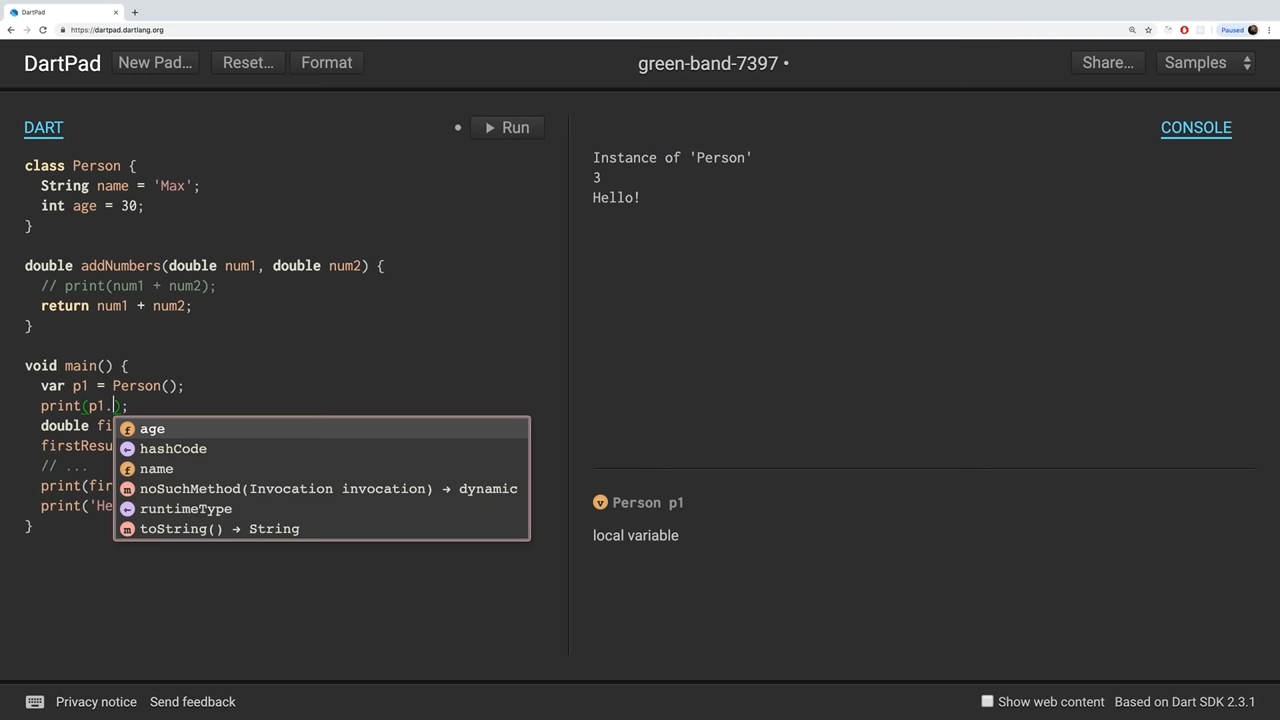 DartPad
https://dartpad.dartlang.org
Paused
DartPad
New Pad...
Reset...
Format
green-band-7397 •
Share...
Samples
DART
Run
CONSOLE
class Person {
  String name = 'Max';
  int age = 30;
}
double addNumbers(double num1, double num2) {
  // print(num1 + num2);
  return num1 + num2;
}
void main() {
  var p1 = Person();
  print(p1.);
  double fi
  firstResu
  // ...
  print(fir
  print('He
}
f age
← hashCode
f name
m noSuchMethod(Invocation invocation) → dynamic
← runtimeType
m toString() → String
Instance of 'Person'
3
Hello!
v Person p1
local variable
Privacy notice
Send feedback
Show web content
Based on Dart SDK 2.3.1